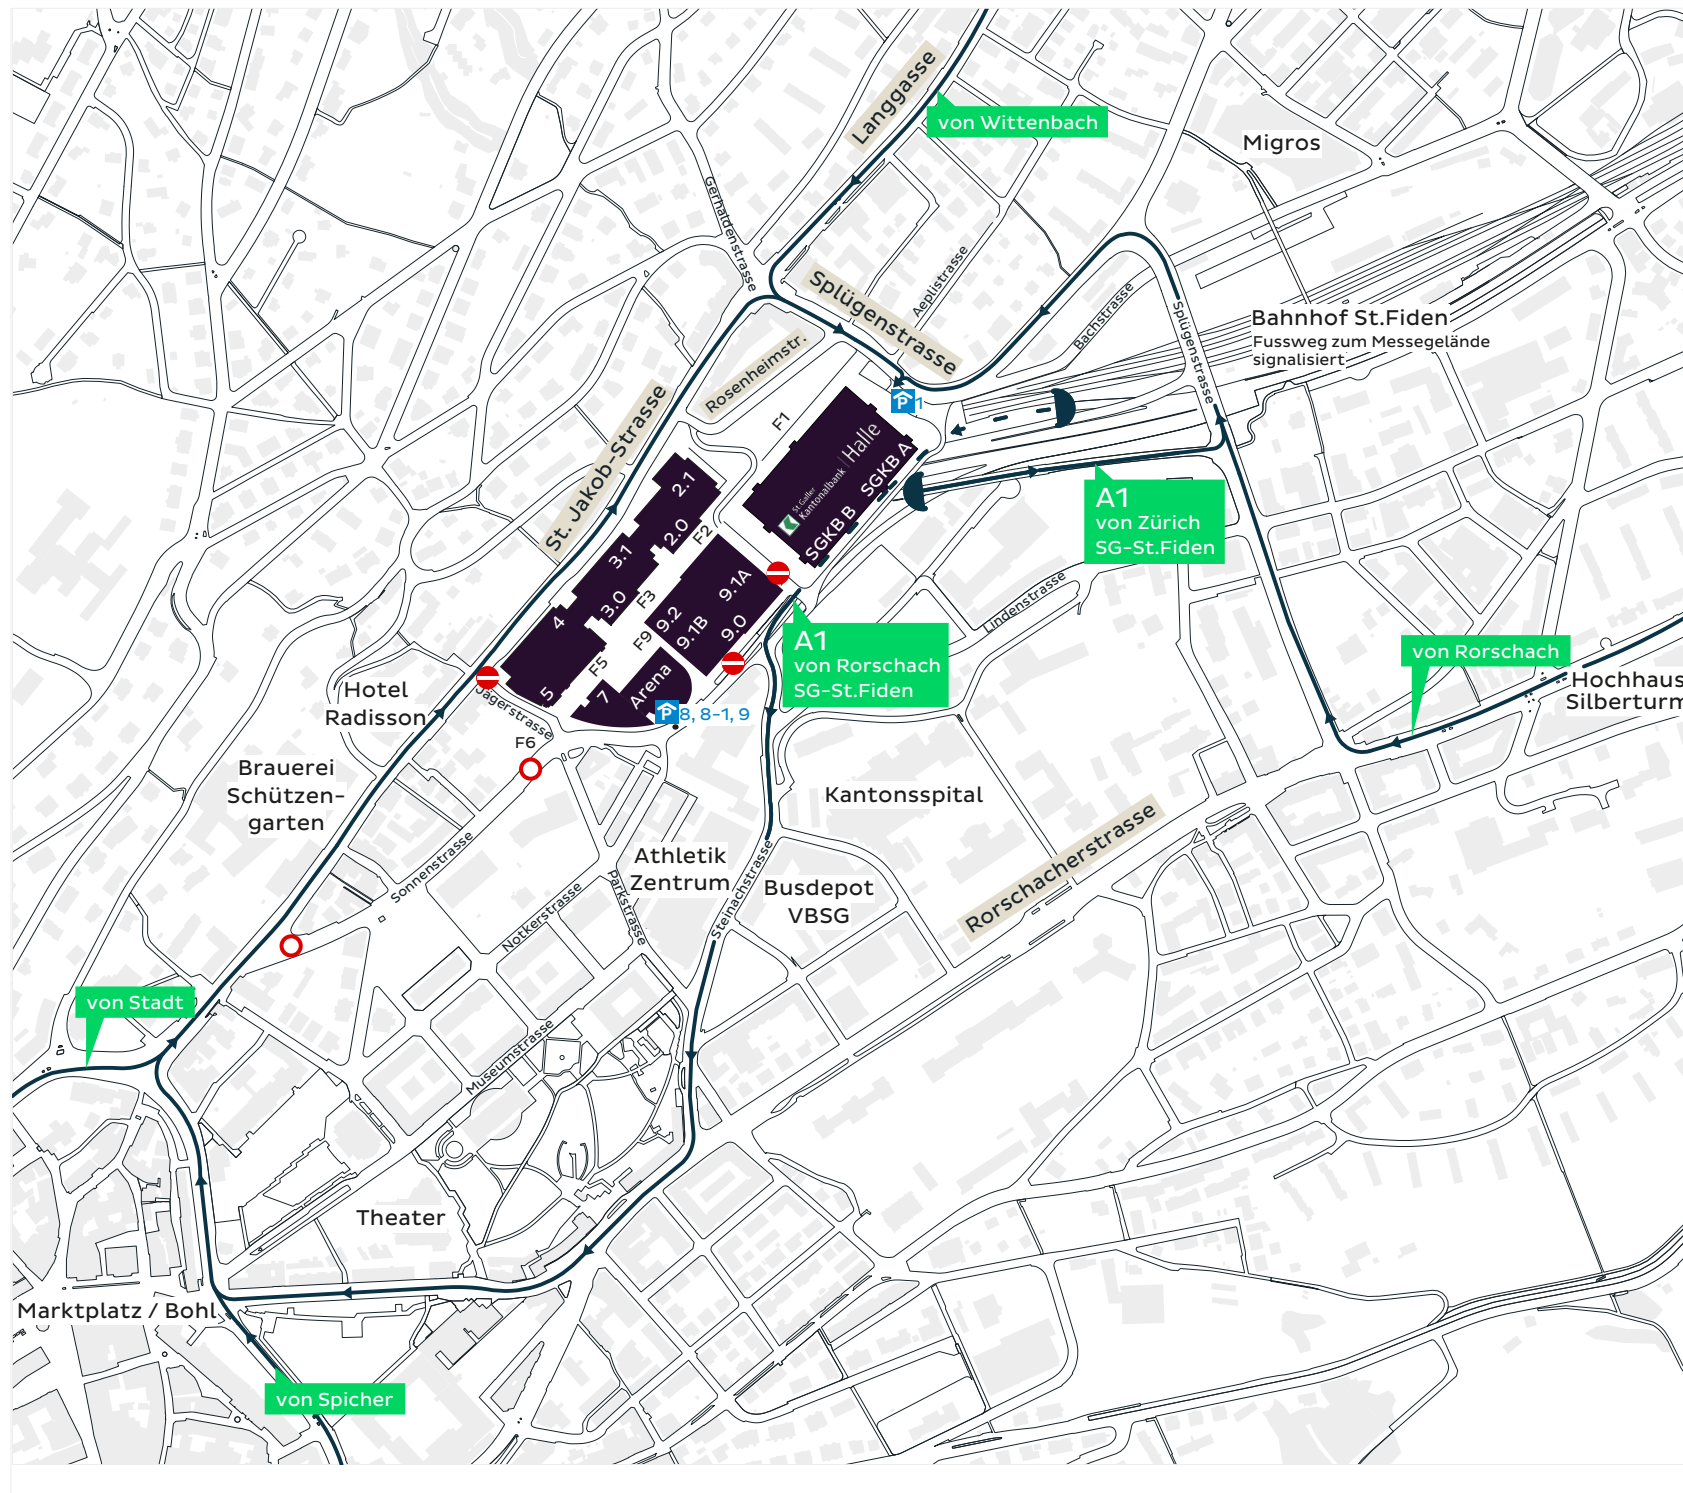 Langgasse
von Wittenbach
Migros
Gerhaldenstrasse
Splügenstrasse
Aeplistrasse
Bachstrasse
Splügenstrasse
Bahnhof St.Fiden
Fussweg zum Messegelände
signalisiert
Rosenheimstr.
St. Jakob-Strasse
P 1
F1
St.Galler
Kantonalbank
Halle
SGKB A
SGKB B
2.1
2.0
F2
3.1
3.0
F3
4
5
F5
9.1A
9.2
9.1B
9.0
F9
7
Arena
P 8, 8-1, 9
A1
von Zürich
SG-St.Fiden
A1
von Rorschach
SG-St.Fiden
Lindenstrasse
von Rorschach
Hochhaus
Silberturm
Hotel
Radisson
Jägerstrasse
F6
Brauerei
Schützen-
garten
Kantonsspital
Rorschacherstrasse
Sonnenstrasse
Athletik
Zentrum
Notkerstrasse
Parkstrasse
Steinachstrasse
Busdepot
VBSG
von Stadt
Museumstrasse
Theater
Marktplatz / Bohl
von Spicher